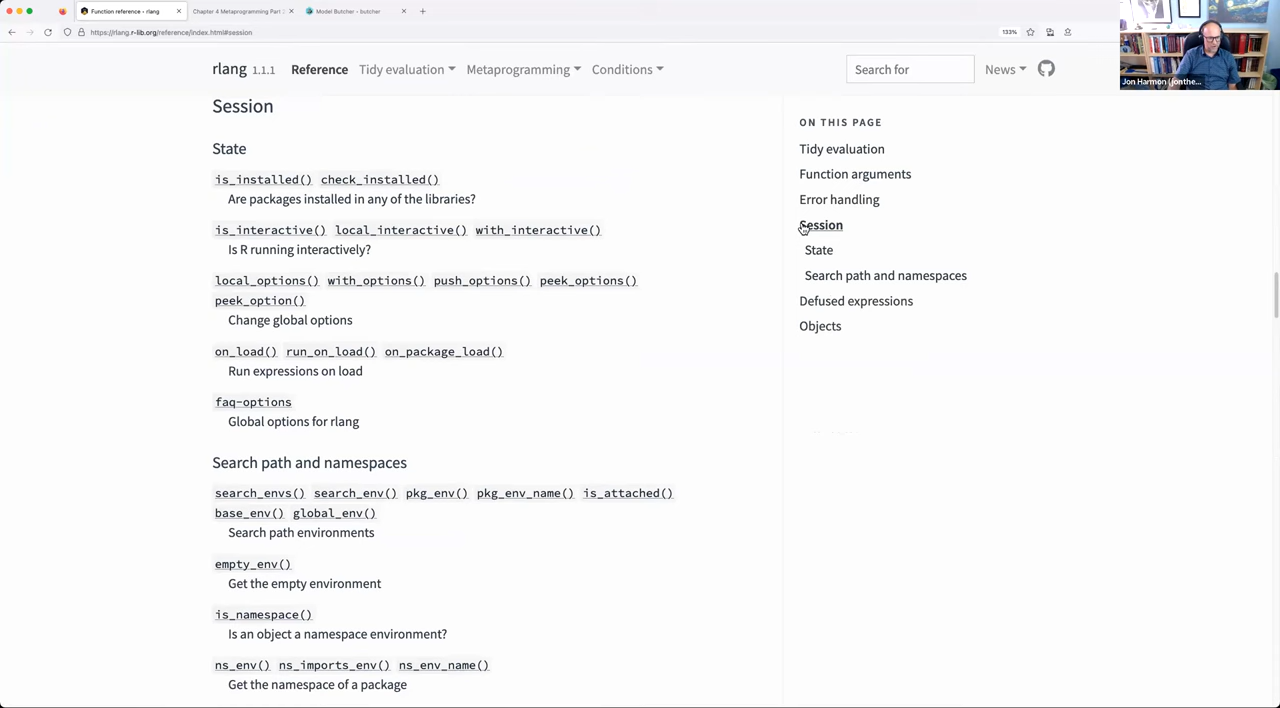 Function reference • rlang
Chapter 4 Metaprogramming Part 2
Model Butcher • butcher
https://rlang.r-lib.org/reference/index.html#session
133%
rlang 1.1.1 Reference Tidy evaluation Metaprogramming Conditions Search for News
Jon Harmon (jonthe...
Session
State
is_installed() check_installed()
Are packages installed in any of the libraries?
is_interactive() local_interactive() with_interactive()
Is R running interactively?
local_options() with_options() push_options() peek_options()
peek_option()
Change global options
on_load() run_on_load() on_package_load()
Run expressions on load
faq-options
Global options for rlang
Search path and namespaces
search_envs() search_env() pkg_env() pkg_env_name() is_attached()
base_env() global_env()
Search path environments
empty_env()
Get the empty environment
is_namespace()
Is an object a namespace environment?
ns_env() ns_imports_env() ns_env_name()
Get the namespace of a package
ON THIS PAGE
Tidy evaluation
Function arguments
Error handling
Session
State
Search path and namespaces
Defused expressions
Objects